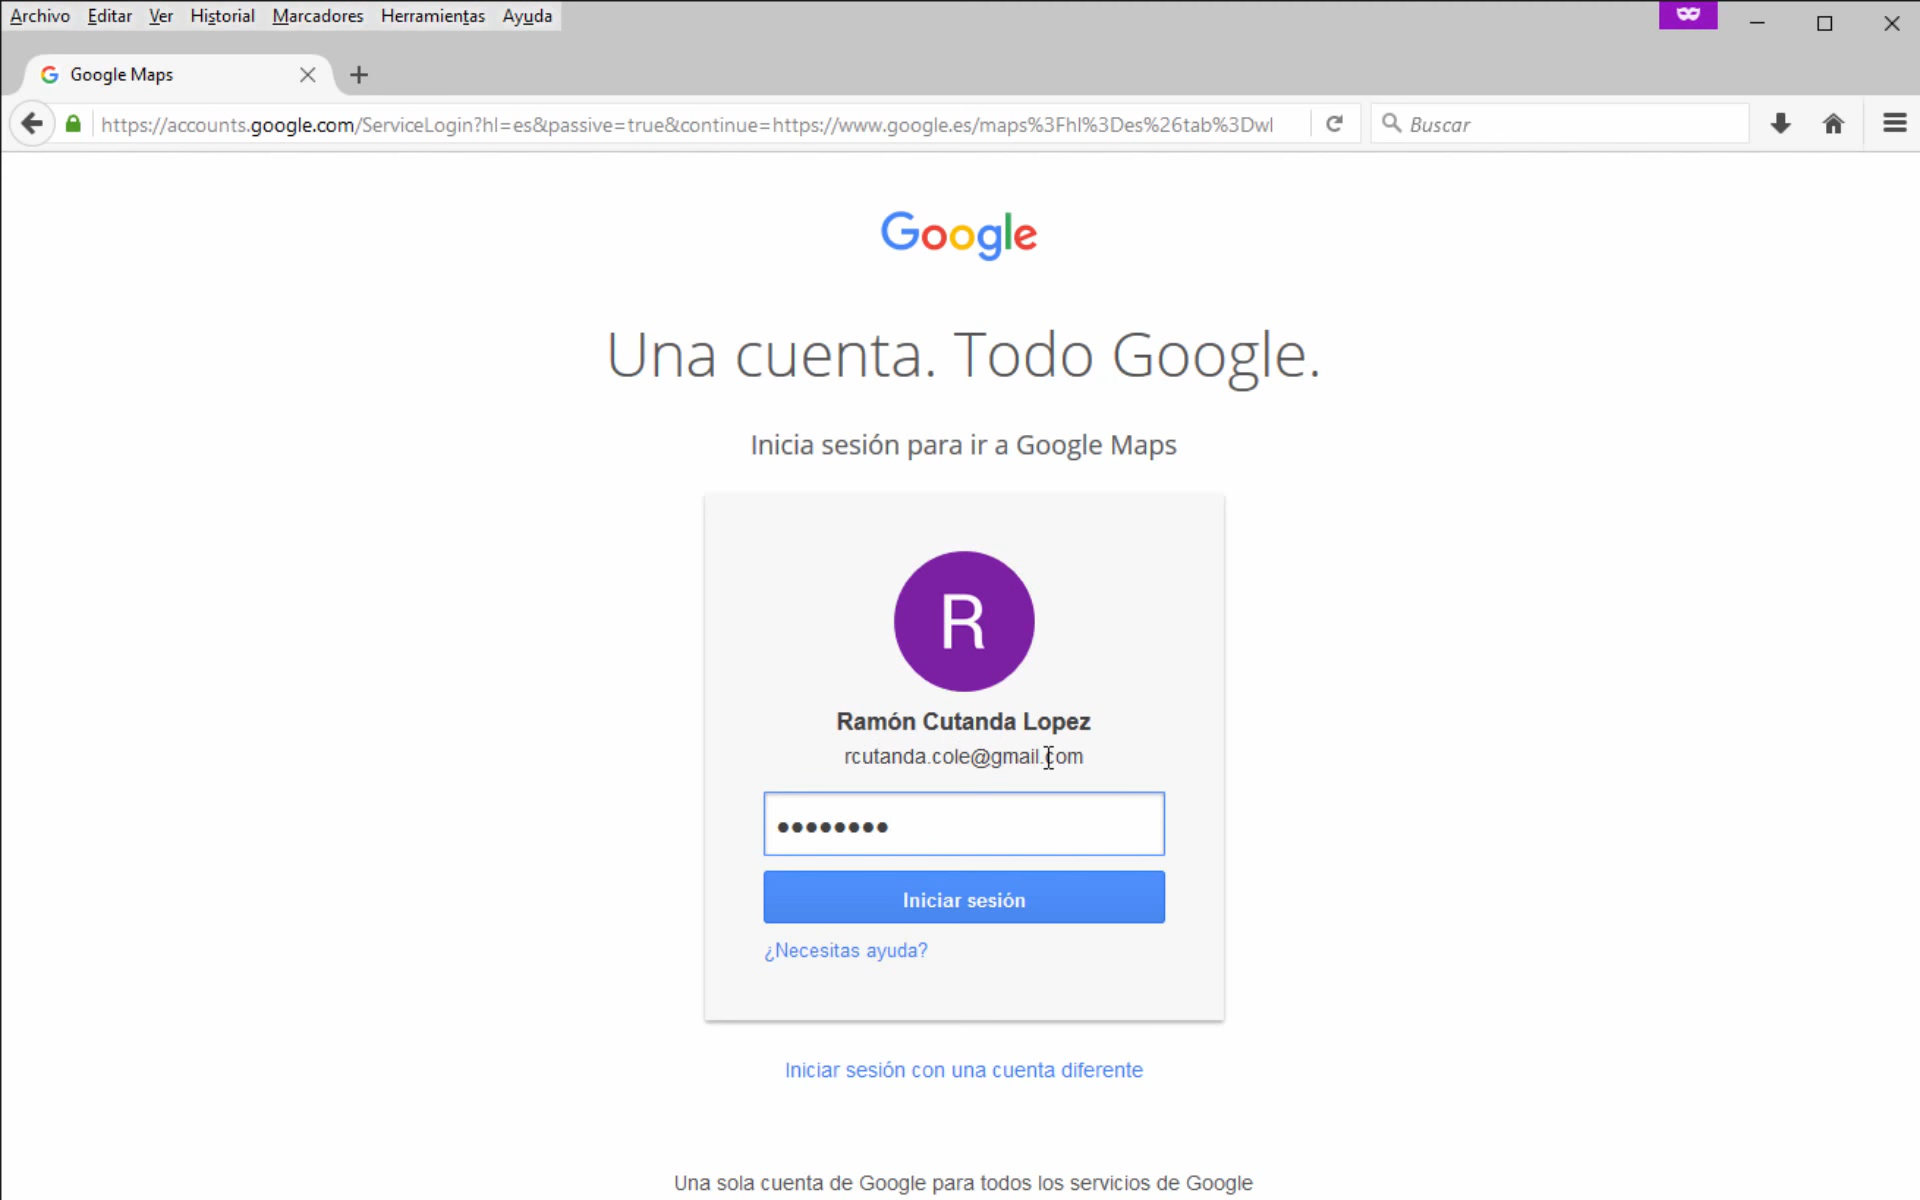 Archivo Editar Ver Historial Marcadores Herramientas Ayuda
Google Maps
https://accounts.google.com/ServiceLogin?hl=es&passive=true&continue=https://www.google.es/maps%3Fhl%3Des%26tab%3Dwl
Buscar
Google
Una cuenta. Todo Google.
Inicia sesión para ir a Google Maps
R
Ramón Cutanda Lopez
rcutanda.cole@gmail.com
••••••••
Iniciar sesión
¿Necesitas ayuda?
Iniciar sesión con una cuenta diferente
Una sola cuenta de Google para todos los servicios de Google